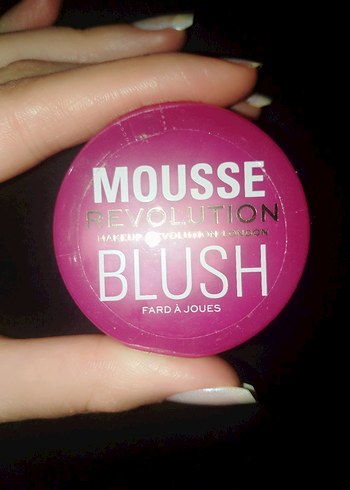 MOUSSE
REVOLUTION
MAKEUP REVOLUTION LONDON
BLUSH
FARD À JOUES